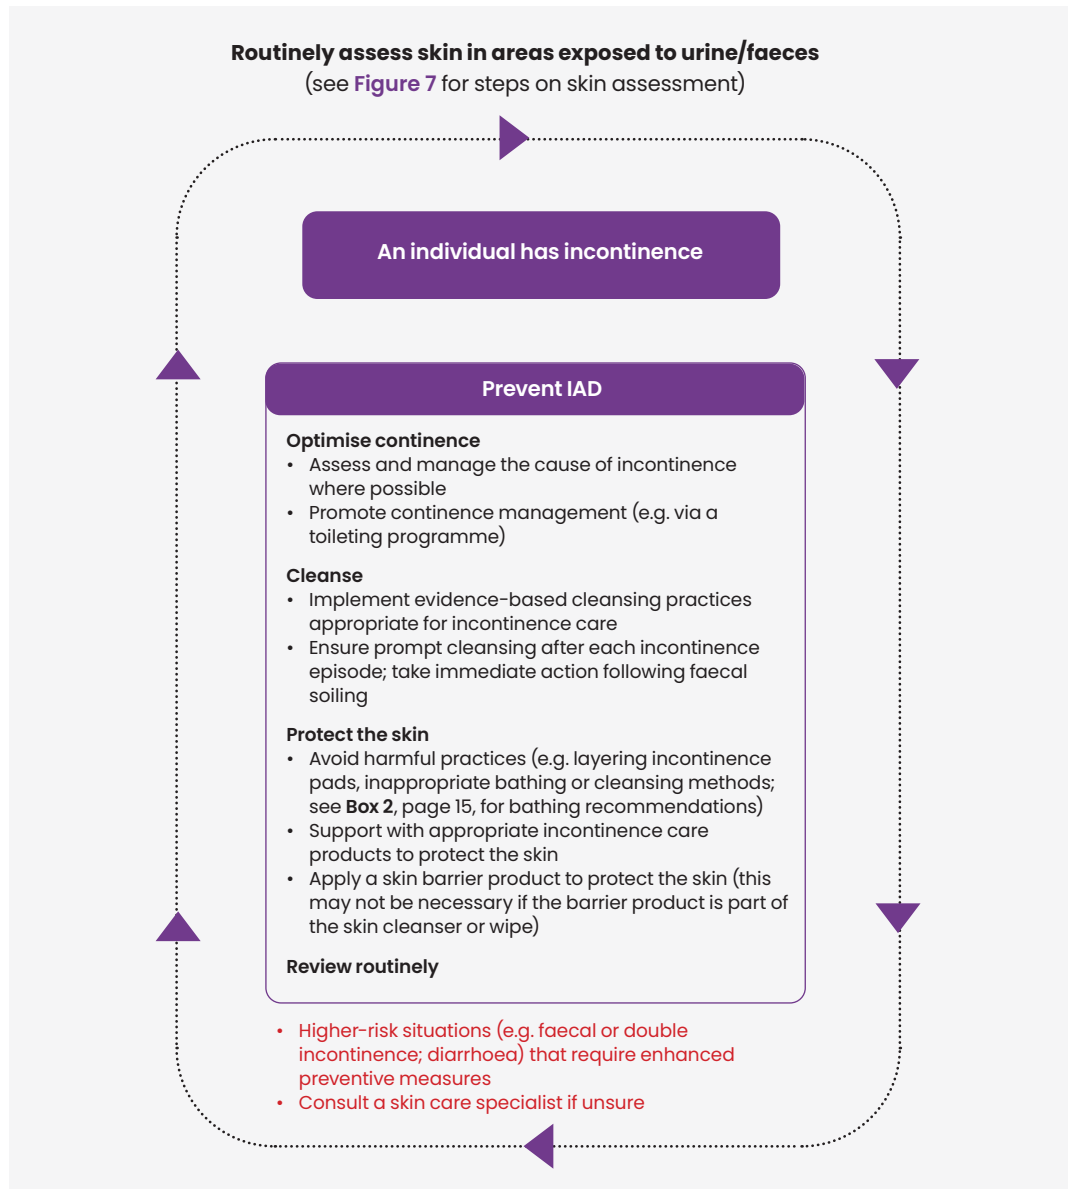 Routinely assess skin in areas exposed to urine/faeces
(see Figure 7 for steps on skin assessment)
An individual has incontinence
Prevent IAD
Optimise continence
• Assess and manage the cause of incontinence
where possible
• Promote continence management (e.g. via a
toileting programme)
Cleanse
• Implement evidence-based cleansing practices
appropriate for incontinence care
• Ensure prompt cleansing after each incontinence
episode; take immediate action following faecal
soiling
Protect the skin
• Avoid harmful practices (e.g. layering incontinence
pads, inappropriate bathing or cleansing methods;
see Box 2, page 15, for bathing recommendations)
• Support with appropriate incontinence care
products to protect the skin
• Apply a skin barrier product to protect the skin (this
may not be necessary if the barrier product is part of
the skin cleanser or wipe)
Review routinely
• Higher-risk situations (e.g. faecal or double
incontinence; diarrhoea) that require enhanced
preventive measures
• Consult a skin care specialist if unsure